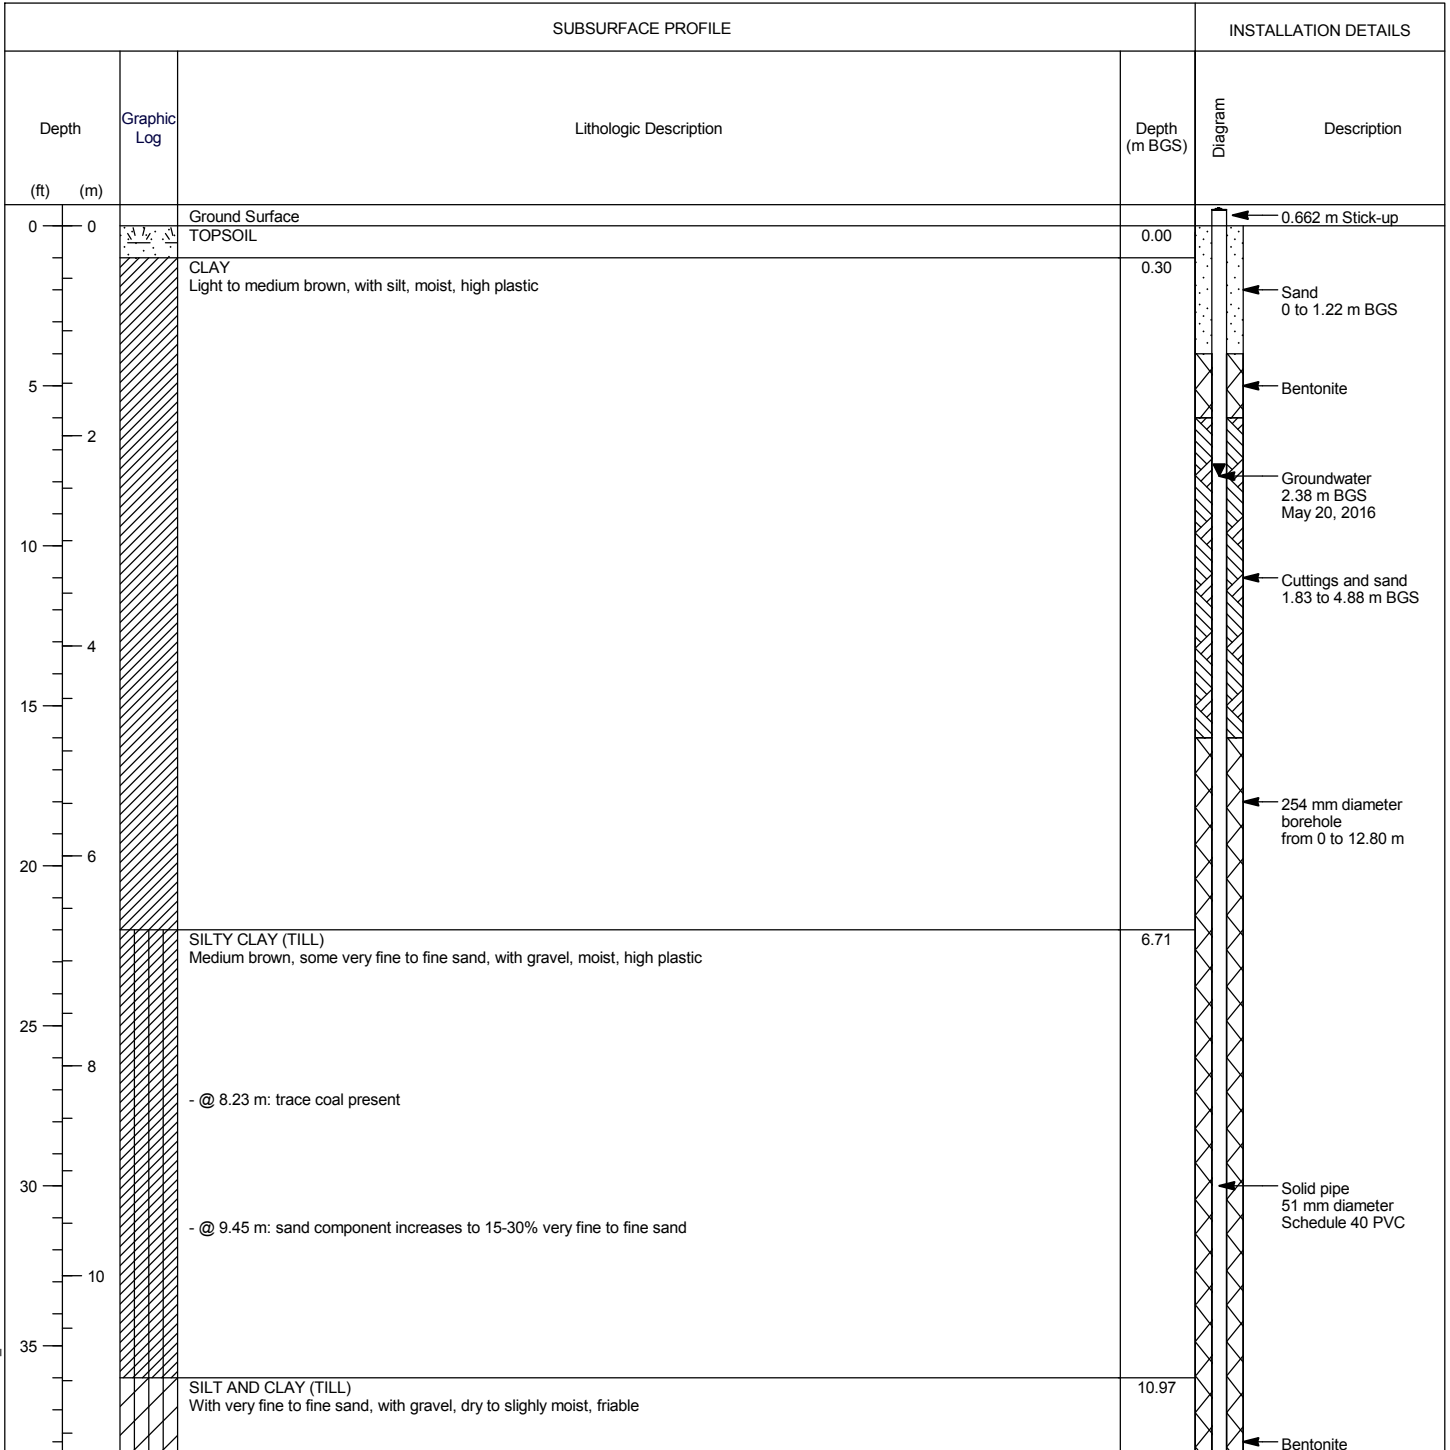 SUBSURFACE PROFILE
INSTALLATION DETAILS
Depth
Graphic
Log
Lithologic Description
Depth
(m BGS)
Diagram
Description
(ft)
(m)
Ground Surface
0.662 m Stick-up
0
0
TOPSOIL
0.00
CLAY
0.30
Light to medium brown, with silt, moist, high plastic
Sand
0 to 1.22 m BGS
5
Bentonite
2
Groundwater
2.38 m BGS
May 20, 2016
10
Cuttings and sand
1.83 to 4.88 m BGS
4
15
254 mm diameter
borehole
from 0 to 12.80 m
6
20
SILTY CLAY (TILL)
6.71
Medium brown, some very fine to fine sand, with gravel, moist, high plastic
25
8
- @ 8.23 m: trace coal present
30
Solid pipe
51 mm diameter
Schedule 40 PVC
- @ 9.45 m: sand component increases to 15-30% very fine to fine sand
10
35
SILT AND CLAY (TILL)
10.97
With very fine to fine sand, with gravel, dry to slighly moist, friable
Bentonite